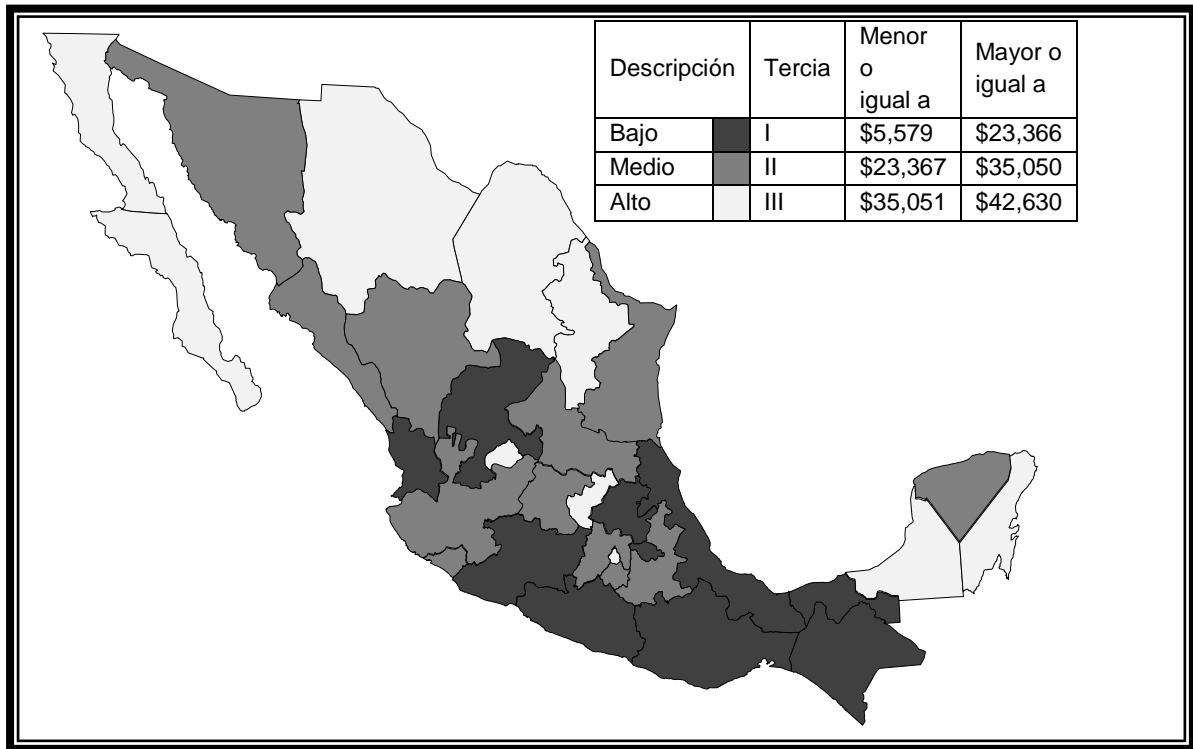 Descripción Tercia Menor o igual a Mayor o igual a
Bajo I $5,579 $23,366
Medio II $23,367 $35,050
Alto III $35,051 $42,630